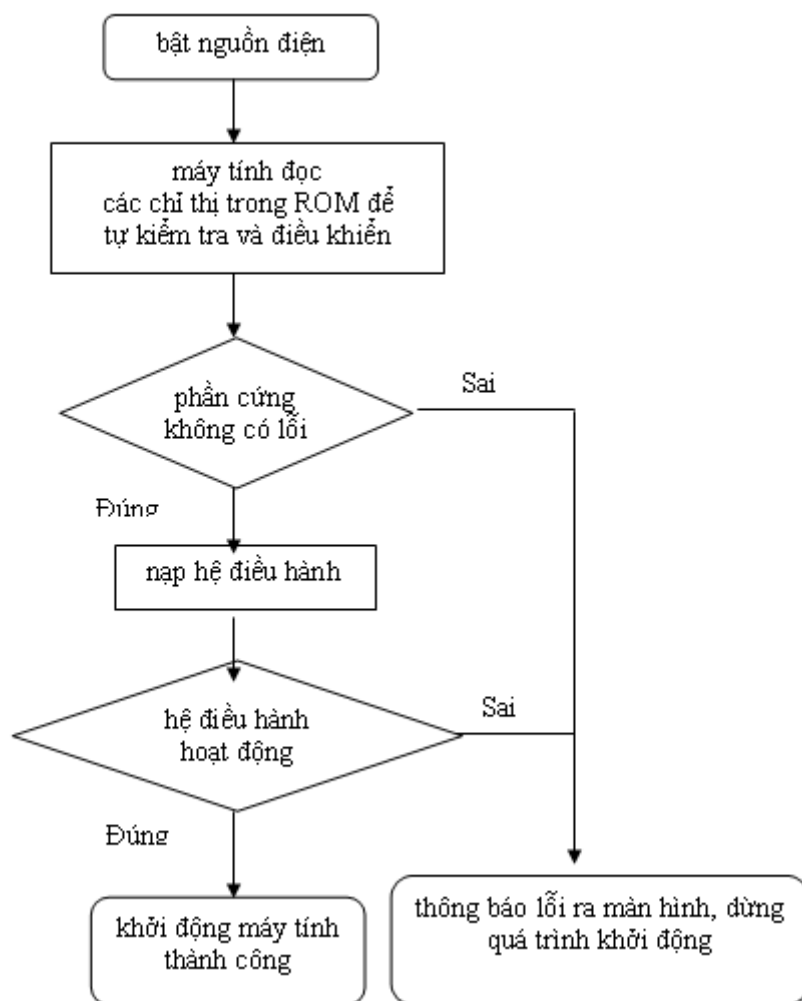 bật nguồn điện
máy tính đọc
các chỉ thị trong ROM để
tự kiểm tra và điều khiển
phần cứng
không có lỗi
Sai
Đúng
nạp hệ điều hành
hệ điều hành
hoạt động
Sai
Đúng
khởi động máy tính
thành công
thông báo lỗi ra màn hình, dừng
quá trình khởi động